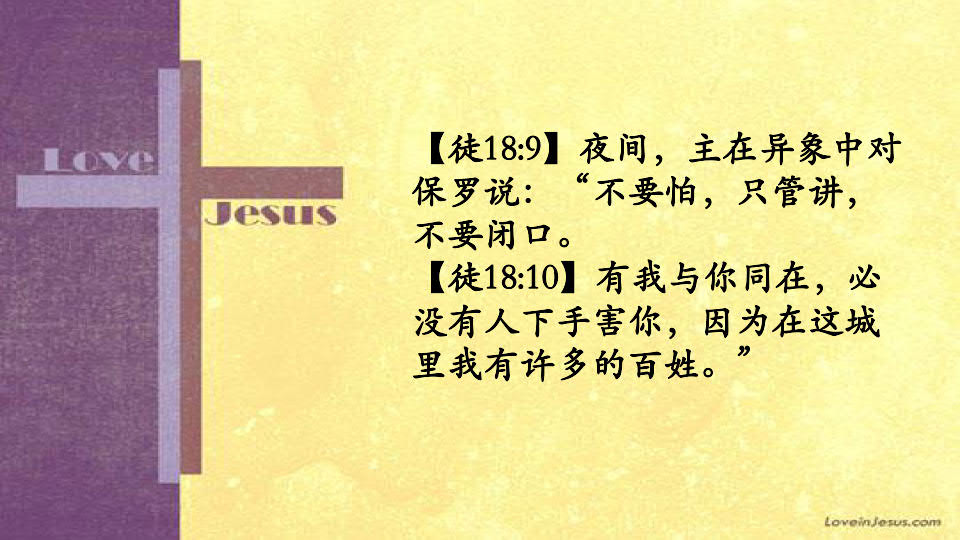 Love
Jesus
【徒18:9】夜间，主在异象中对
保罗说：“不要怕，只管讲，
不要闭口。
【徒18:10】有我与你同在，必
没有人下手害你，因为在这城
里我有许多的百姓。”
LoveinJesus.com